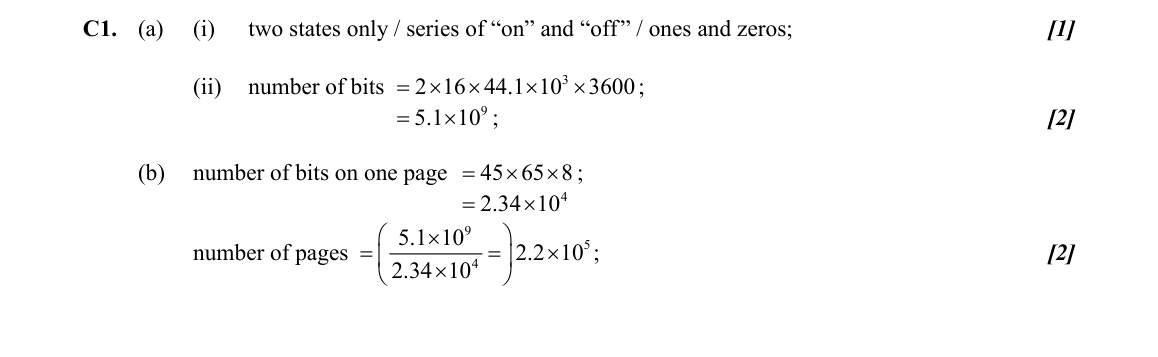 C1. (a) (i) two states only / series of “on” and “off” / ones and zeros; [1]
(ii) number of bits = 2×16×44.1×10³×3600;
= 5.1×10⁹; [2]
(b) number of bits on one page = 45×65×8;
= 2.34×10⁴
number of pages = (5.1×10⁹ / 2.34×10⁴ =) 2.2×10⁵; [2]